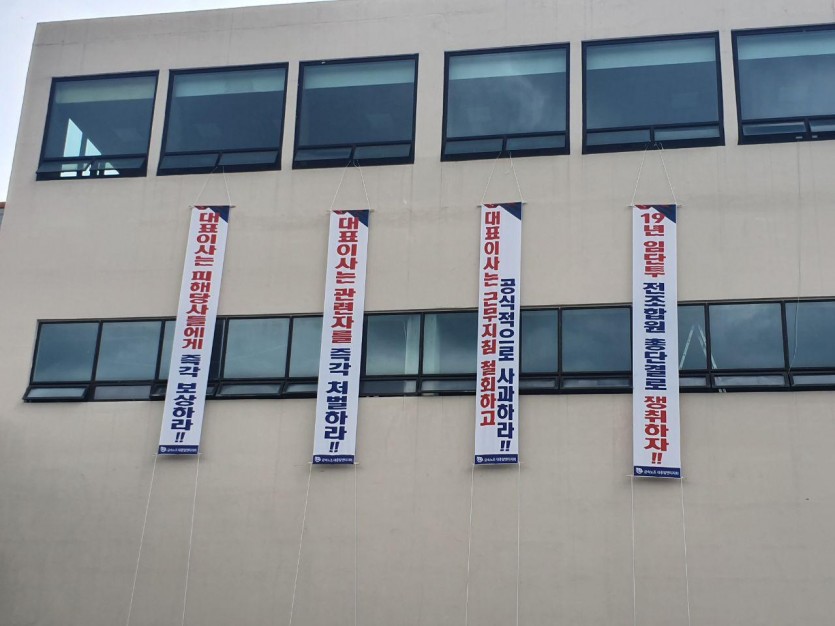 대표이사는 피해당사들에게 즉각 보상하라!!
대표이사는 관련자를 즉각 처벌하라!!
대표이사는 근무지침 철회하고
공식적으로 사과하라!!
19년 임단투 전조합원 총단결로 쟁취하자!!